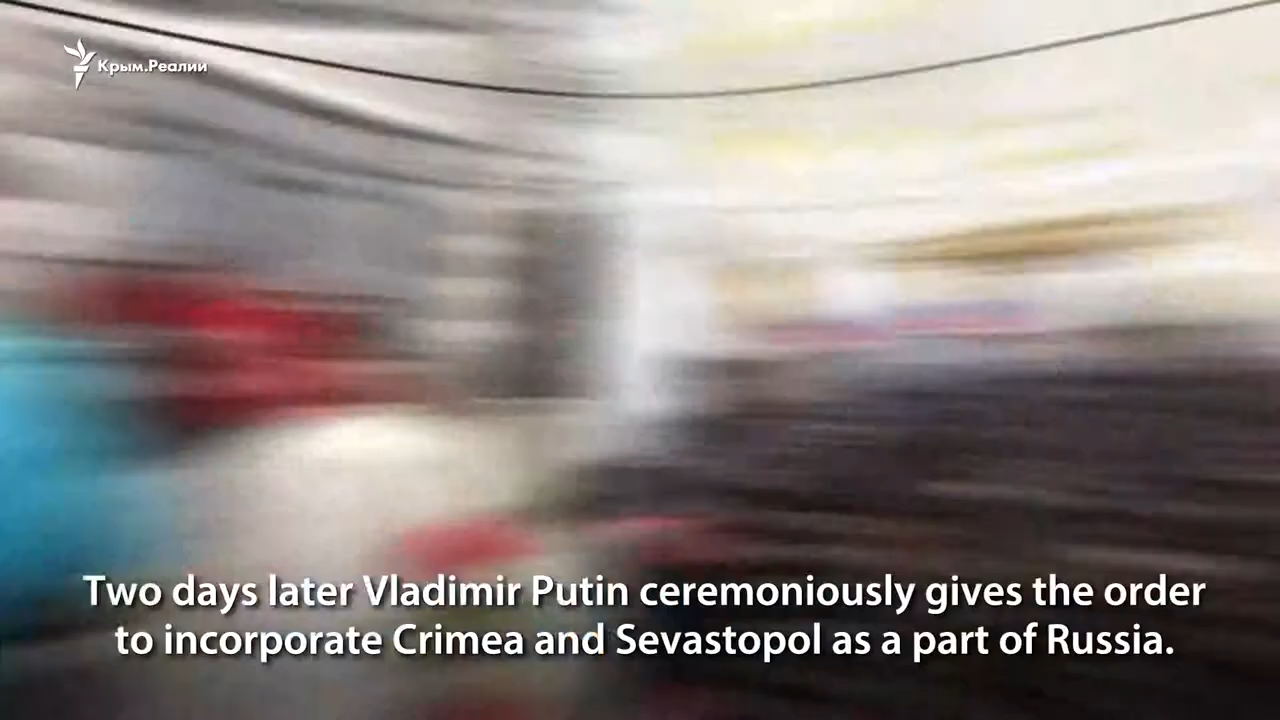 Крым.Реалии
Two days later Vladimir Putin ceremoniously gives the order
to incorporate Crimea and Sevastopol as a part of Russia.